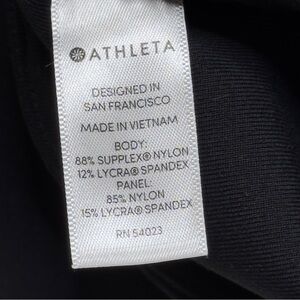 ATHLETA
DESIGNED IN
SAN FRANCISCO
MADE IN VIETNAM
BODY:
88% SUPPLEX® NYLON
12% LYCRA® SPANDEX
PANEL:
85% NYLON
15% LYCRA® SPANDEX
RN 54023